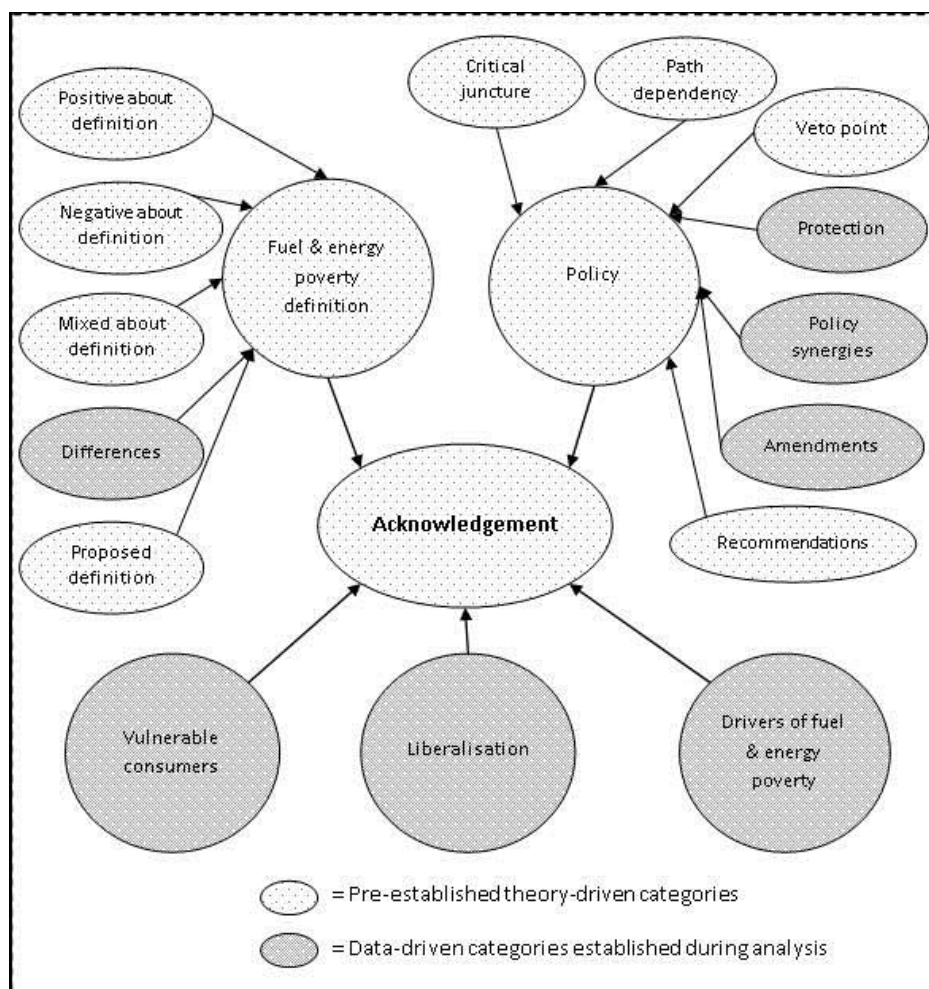 Critical
juncture
Path
dependency
Positive about
definition
Veto point
Negative about
definition
Protection
Fuel & energy
poverty
definition
Policy
Mixed about
definition
Policy
synergies
Differences
Amendments
Acknowledgement
Proposed
definition
Recommendations
Vulnerable
consumers
Liberalisation
Drivers of fuel
& energy
poverty
= Pre-established theory-driven categories
= Data-driven categories established during analysis